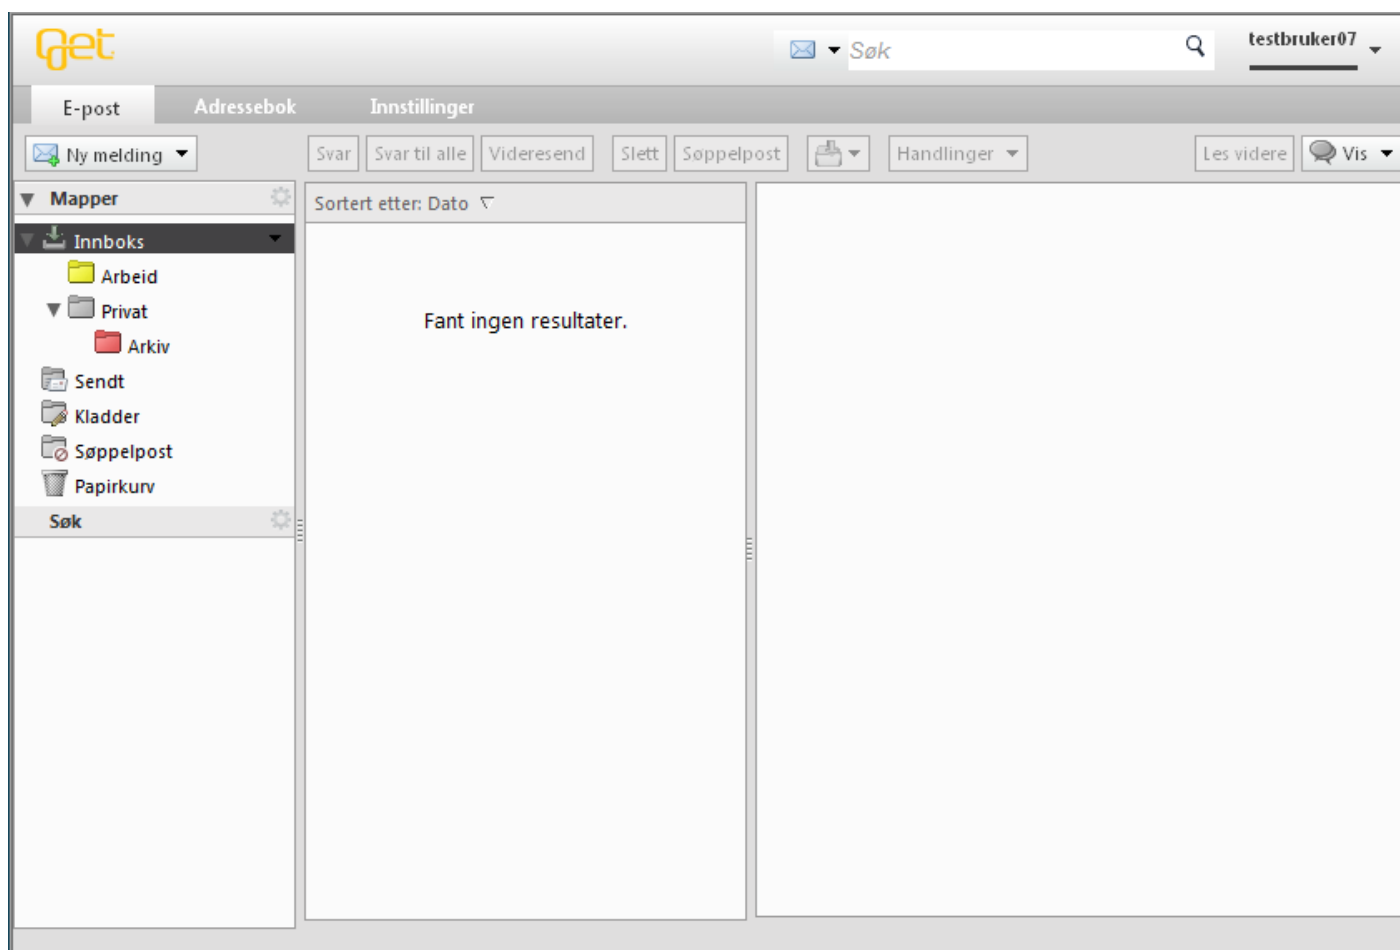 Get
Søk
testbruker07
E-post Adressebok Innstillinger
Ny melding Svar Svar til alle Videresend Slett Søppelpost Handlinger Les videre Vis
Mapper
Sortert etter: Dato
Innboks
Arbeid
Privat
Fant ingen resultater.
Arkiv
Sendt
Kladder
Søppelpost
Papirkurv
Søk